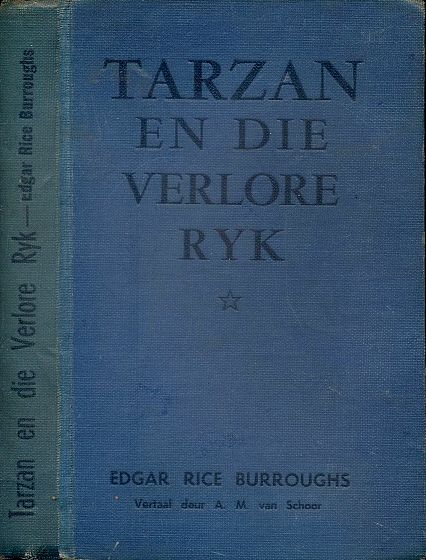 Tarzan en die Verlore Ryk — Edgar Rice Burroughs
TARZAN
EN DIE
VERLORE
RYK
☆
EDGAR RICE BURROUGHS
Vertaal deur A. M. van Schoor